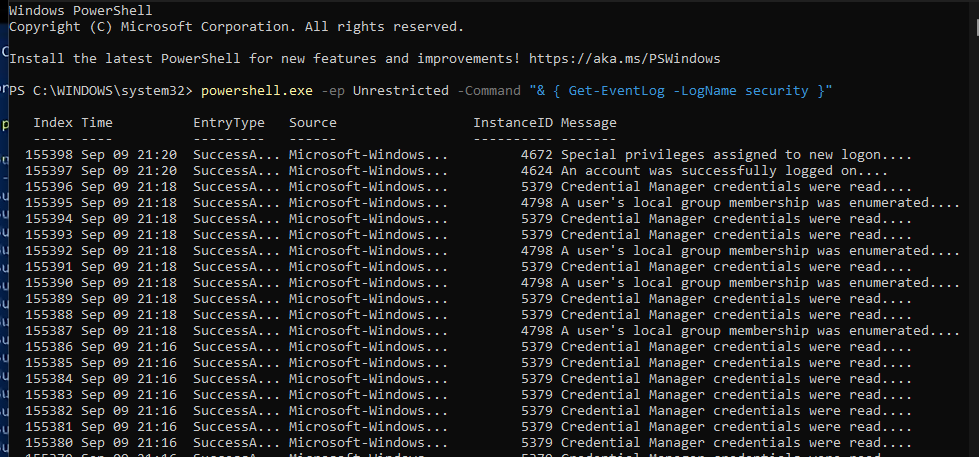 Windows PowerShell
Copyright (C) Microsoft Corporation. All rights reserved.
Install the latest PowerShell for new features and improvements! https://aka.ms/PSWindows
PS C:\WINDOWS\system32> powershell.exe -ep Unrestricted -Command "& { Get-EventLog -LogName security }"
Index Time EntryType Source InstanceID Message
----- ---- --------- ------ ---------- -------
155398 Sep 09 21:20 SuccessA... Microsoft-Windows... 4672 Special privileges assigned to new logon....
155397 Sep 09 21:20 SuccessA... Microsoft-Windows... 4624 An account was successfully logged on....
155396 Sep 09 21:18 SuccessA... Microsoft-Windows... 5379 Credential Manager credentials were read....
155395 Sep 09 21:18 SuccessA... Microsoft-Windows... 4798 A user's local group membership was enumerated....
155394 Sep 09 21:18 SuccessA... Microsoft-Windows... 5379 Credential Manager credentials were read....
155393 Sep 09 21:18 SuccessA... Microsoft-Windows... 5379 Credential Manager credentials were read....
155392 Sep 09 21:18 SuccessA... Microsoft-Windows... 4798 A user's local group membership was enumerated....
155391 Sep 09 21:18 SuccessA... Microsoft-Windows... 5379 Credential Manager credentials were read....
155390 Sep 09 21:18 SuccessA... Microsoft-Windows... 4798 A user's local group membership was enumerated....
155389 Sep 09 21:18 SuccessA... Microsoft-Windows... 5379 Credential Manager credentials were read....
155388 Sep 09 21:18 SuccessA... Microsoft-Windows... 5379 Credential Manager credentials were read....
155387 Sep 09 21:18 SuccessA... Microsoft-Windows... 4798 A user's local group membership was enumerated....
155386 Sep 09 21:16 SuccessA... Microsoft-Windows... 5379 Credential Manager credentials were read....
155385 Sep 09 21:16 SuccessA... Microsoft-Windows... 5379 Credential Manager credentials were read....
155384 Sep 09 21:16 SuccessA... Microsoft-Windows... 5379 Credential Manager credentials were read....
155383 Sep 09 21:16 SuccessA... Microsoft-Windows... 5379 Credential Manager credentials were read....
155382 Sep 09 21:16 SuccessA... Microsoft-Windows... 5379 Credential Manager credentials were read....
155381 Sep 09 21:16 SuccessA... Microsoft-Windows... 5379 Credential Manager credentials were read....
155380 Sep 09 21:16 SuccessA... Microsoft-Windows... 5379 Credential Manager credentials were read....